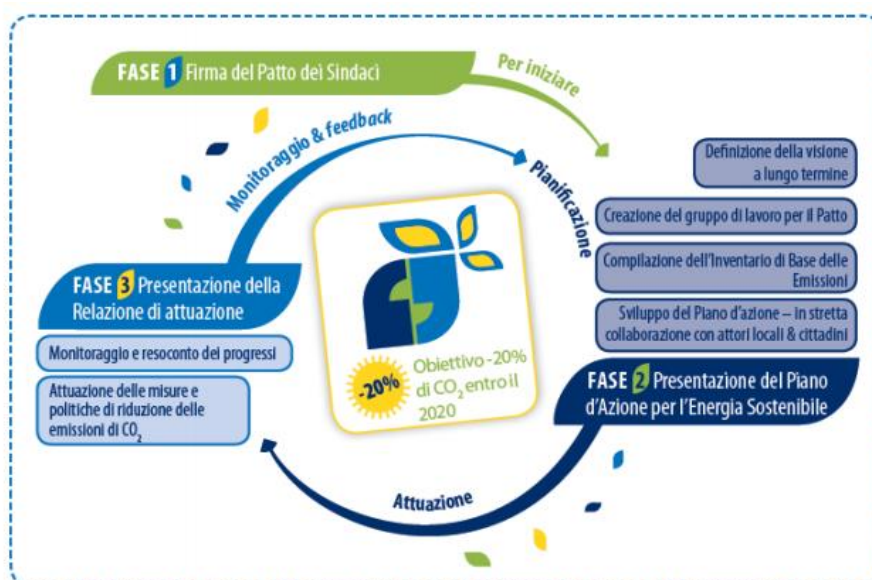 FASE 1 Firma del Patto dei Sindaci
Per iniziare
Monitoraggio & feedback
Pianificazione
Definizione della visione
a lungo termine
Creazione del gruppo di lavoro per il Patto
Compilazione dell'Inventario di Base delle
Emissioni
Sviluppo del Piano d'azione – in stretta
collaborazione con attori locali & cittadini
FASE 2 Presentazione del Piano
d'Azione per l'Energia Sostenibile
FASE 3 Presentazione della
Relazione di attuazione
Monitoraggio e resoconto dei progressi
Attuazione delle misure e
politiche di riduzione delle
emissioni di CO₂
-20%
Obiettivo -20%
di CO₂ entro il
2020
Attuazione